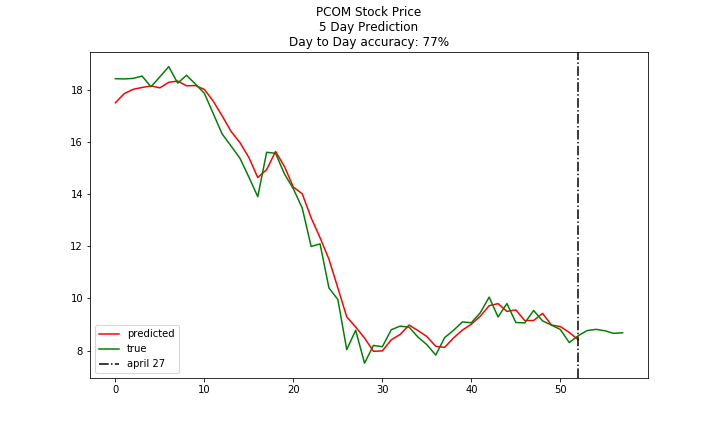 PCOM Stock Price
5 Day Prediction
Day to Day accuracy: 77%
18
16
14
12
10
8
predicted
true
april 27
0 10 20 30 40 50